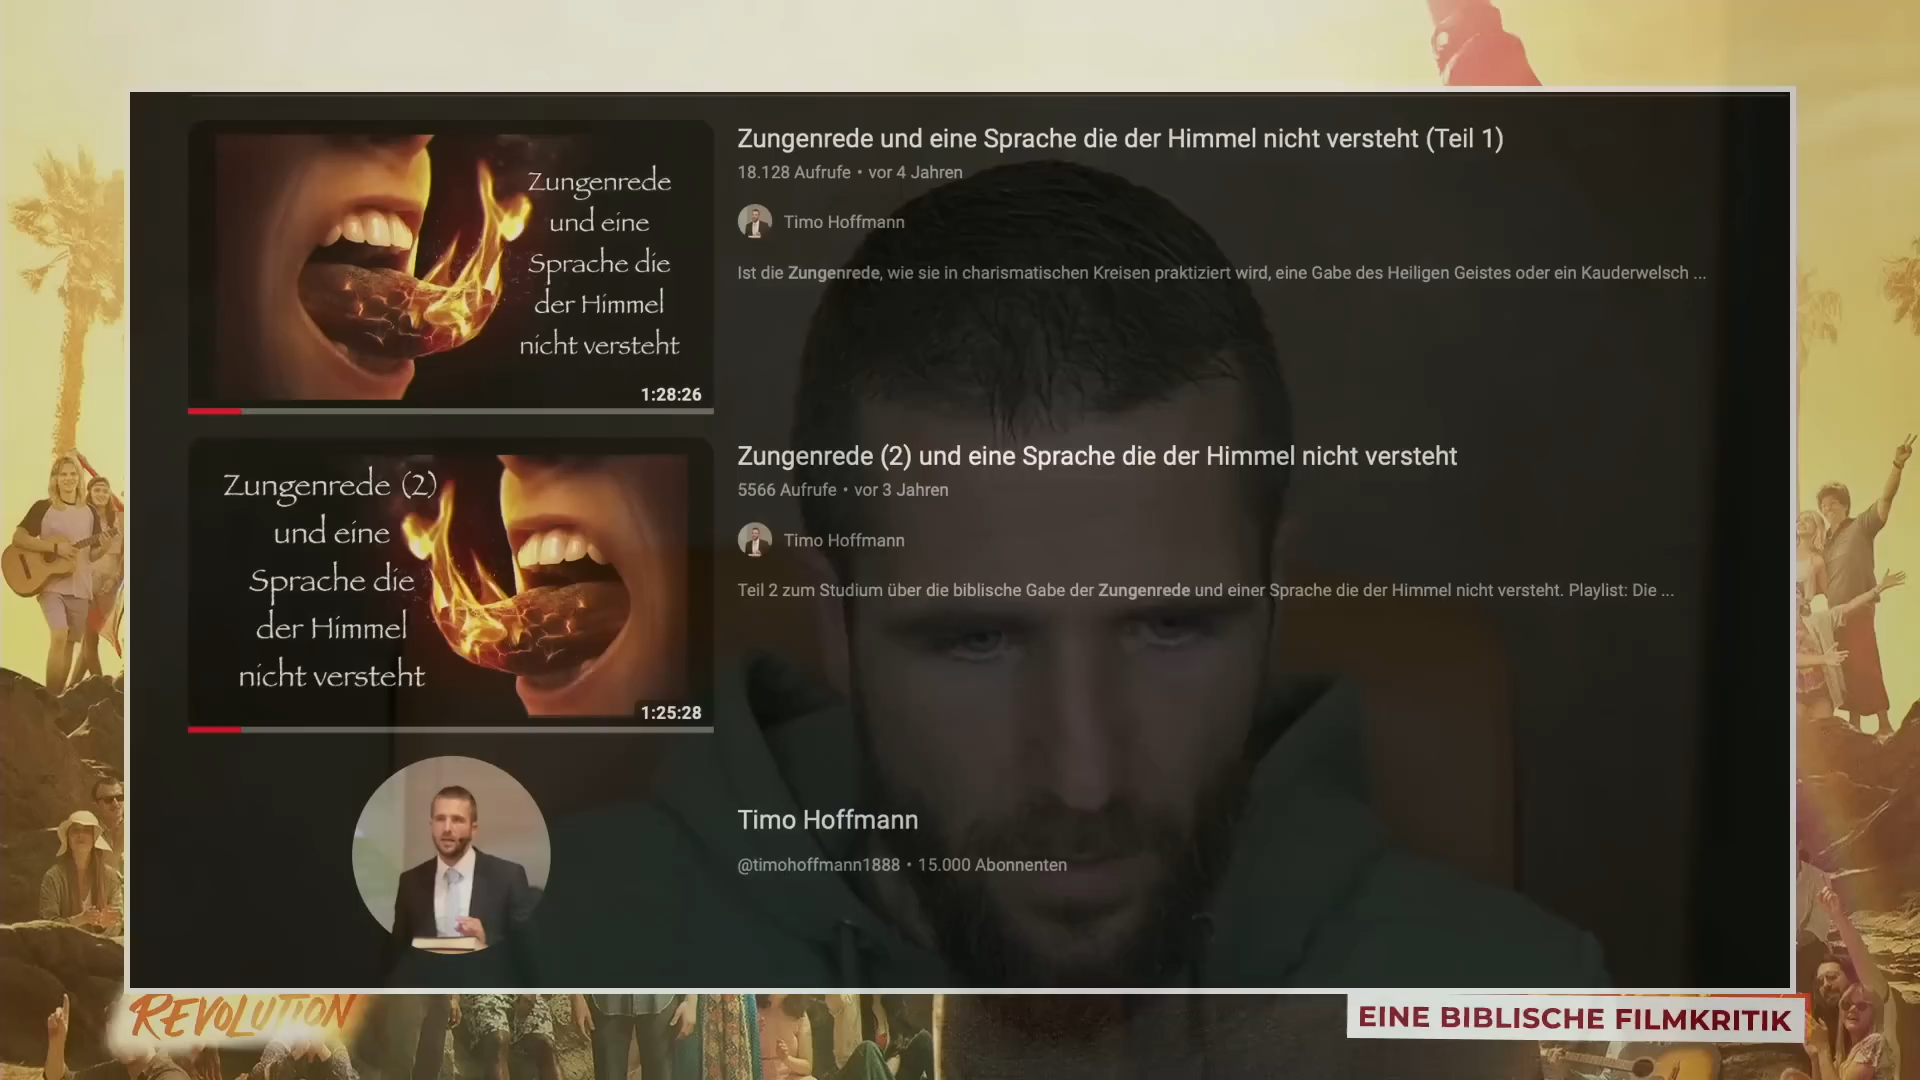 Zungenrede
und eine
Sprache die
der Himmel
nicht versteht
1:28:26
Zungenrede und eine Sprache die der Himmel nicht versteht (Teil 1)
18.128 Aufrufe • vor 4 Jahren
Timo Hoffmann
Ist die Zungenrede, wie sie in charismatischen Kreisen praktiziert wird, eine Gabe des Heiligen Geistes oder ein Kauderwelsch ...
Zungenrede (2)
und eine
Sprache die
der Himmel
nicht versteht
1:25:28
Zungenrede (2) und eine Sprache die der Himmel nicht versteht
5566 Aufrufe • vor 3 Jahren
Timo Hoffmann
Teil 2 zum Studium über die biblische Gabe der Zungenrede und einer Sprache die der Himmel nicht versteht. Playlist: Die ...
Timo Hoffmann
@timohoffmann1888 • 15.000 Abonnenten
REVOLUTION
EINE BIBLISCHE FILMKRITIK